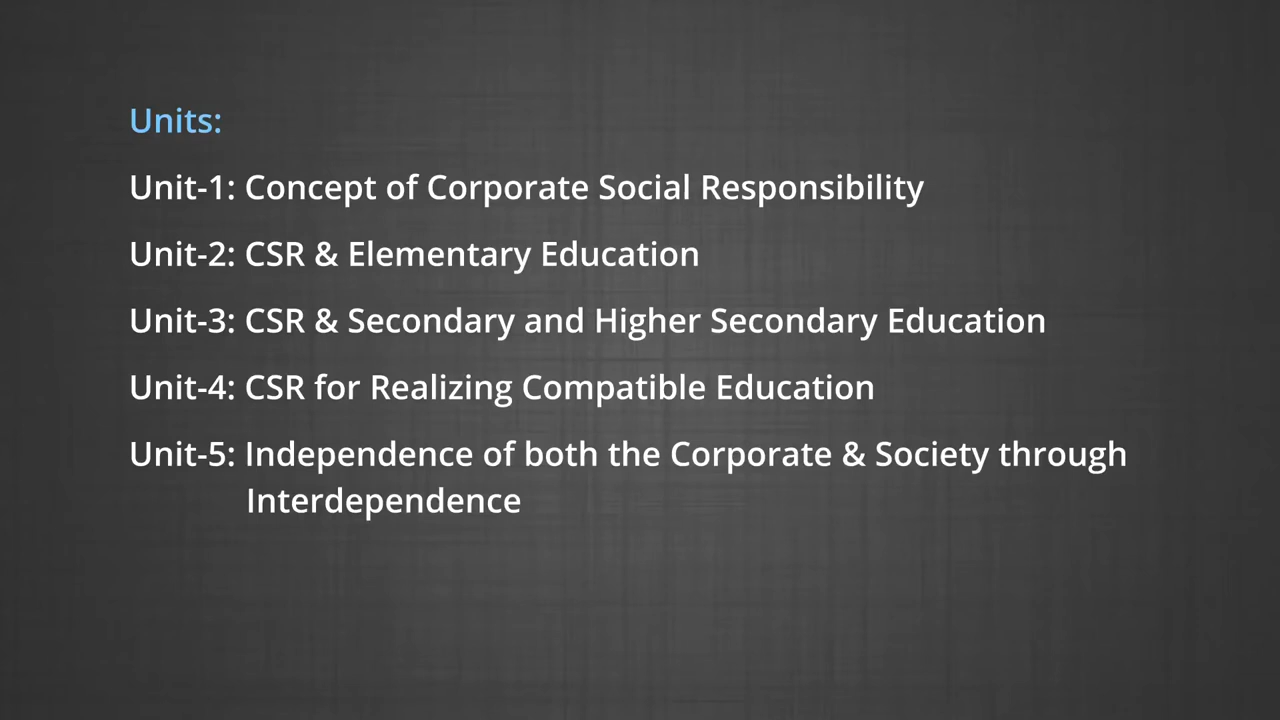 Units:
Unit-1: Concept of Corporate Social Responsibility
Unit-2: CSR & Elementary Education
Unit-3: CSR & Secondary and Higher Secondary Education
Unit-4: CSR for Realizing Compatible Education
Unit-5: Independence of both the Corporate & Society through
Interdependence